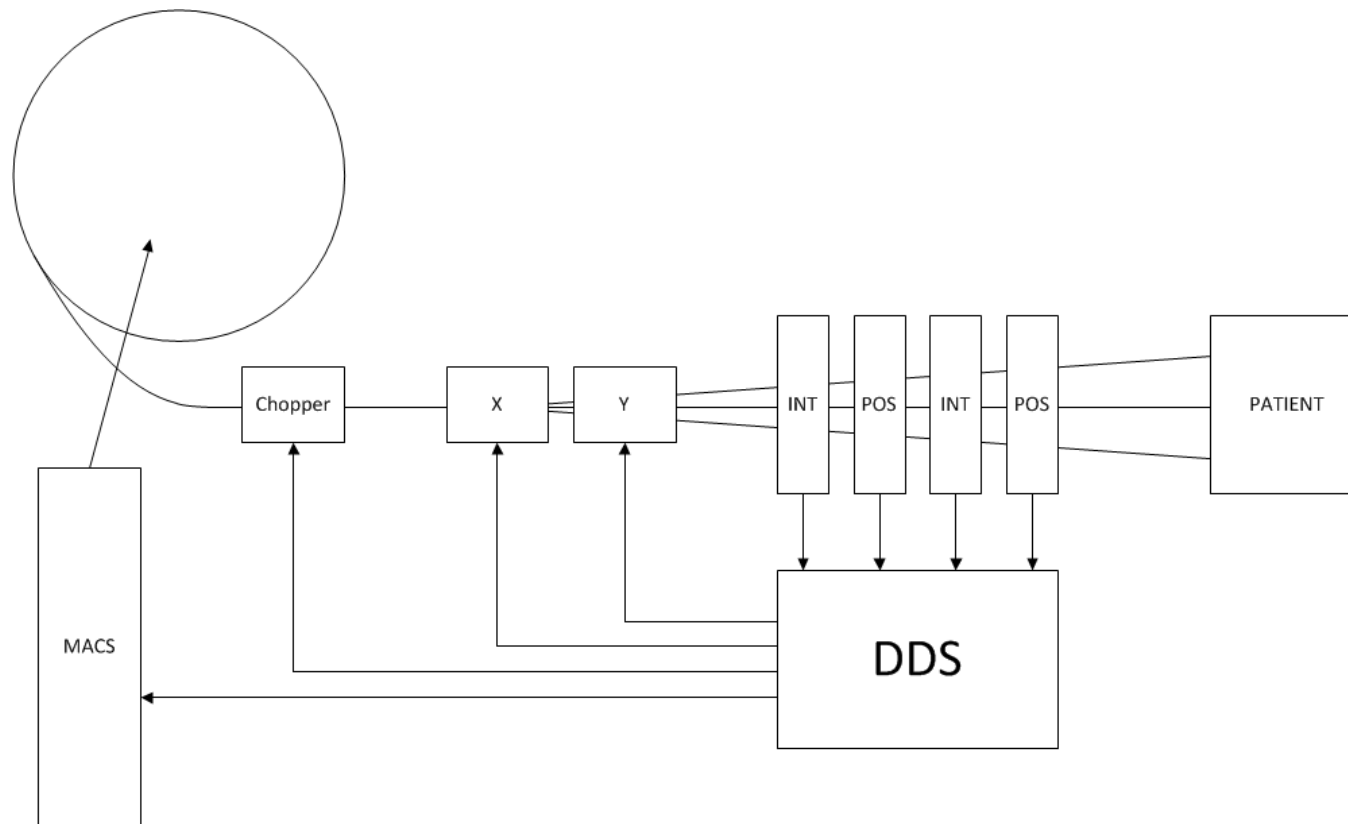 Chopper
X
Y
INT
POS
INT
POS
PATIENT
MACS
DDS